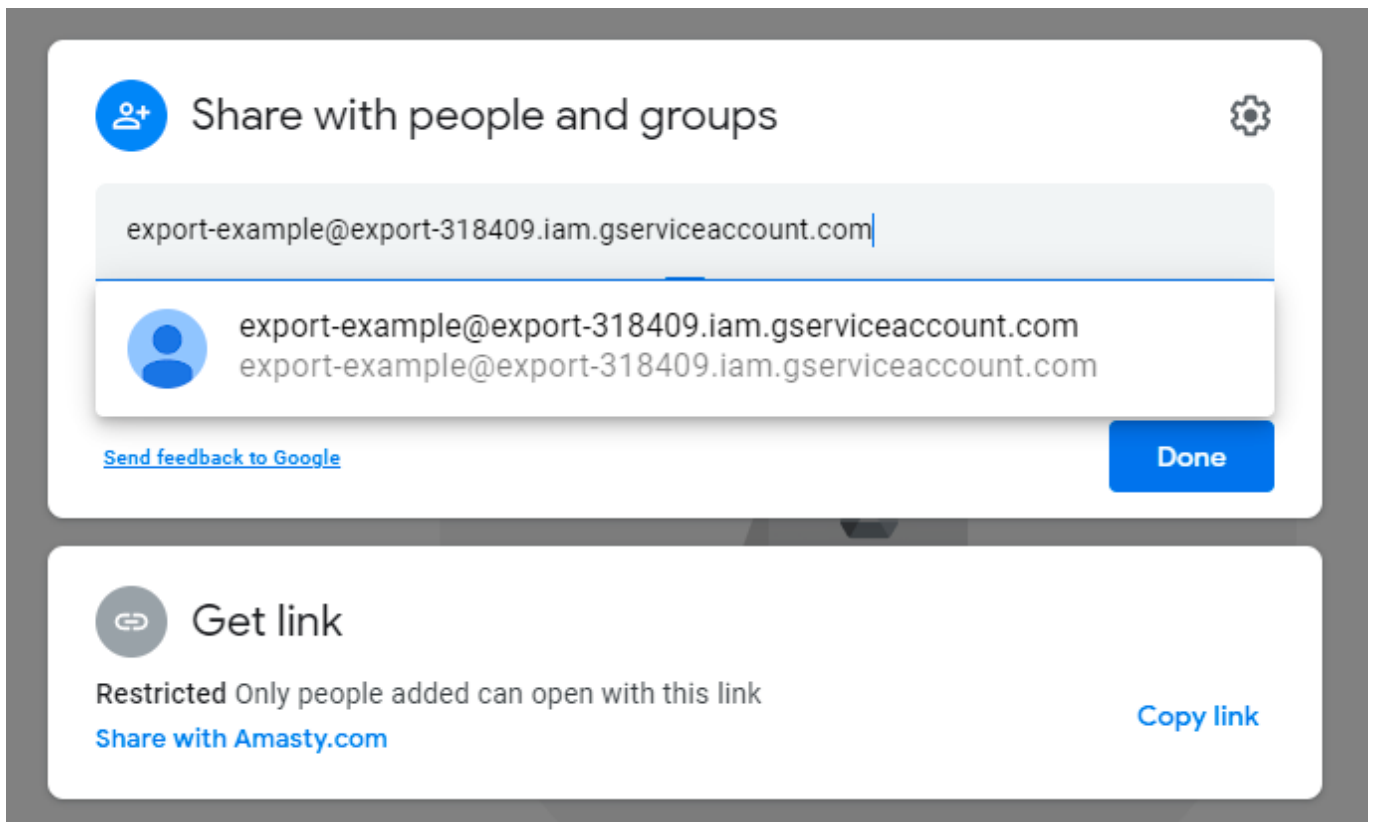 Share with people and groups
export-example@export-318409.iam.gserviceaccount.com
export-example@export-318409.iam.gserviceaccount.com
export-example@export-318409.iam.gserviceaccount.com
Send feedback to Google
Done
Get link
Restricted Only people added can open with this link
Copy link
Share with Amasty.com